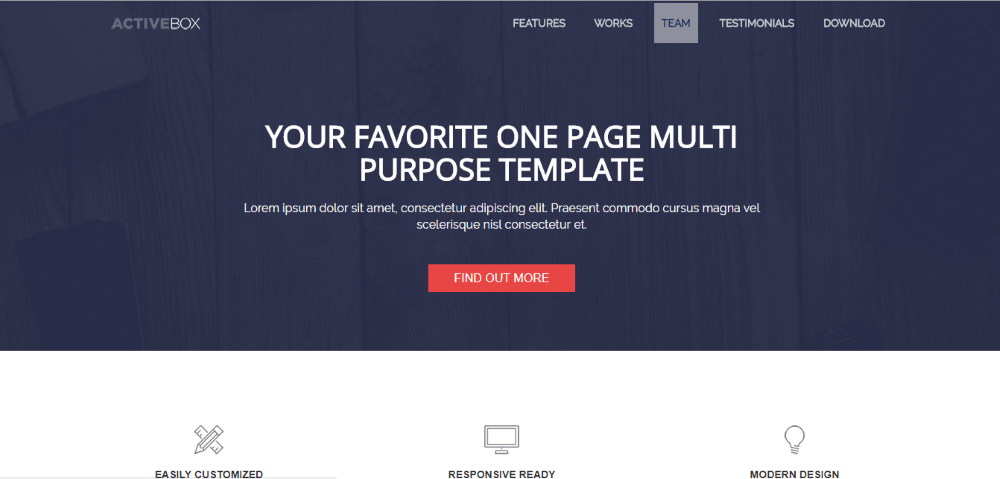 ACTIVEBOX
FEATURES WORKS TEAM TESTIMONIALS DOWNLOAD
YOUR FAVORITE ONE PAGE MULTI
PURPOSE TEMPLATE
Lorem ipsum dolor sit amet, consectetur adipiscing elit. Praesent commodo cursus magna vel
scelerisque nisl consectetur et.
FIND OUT MORE
EASILY CUSTOMIZED
RESPONSIVE READY
MODERN DESIGN